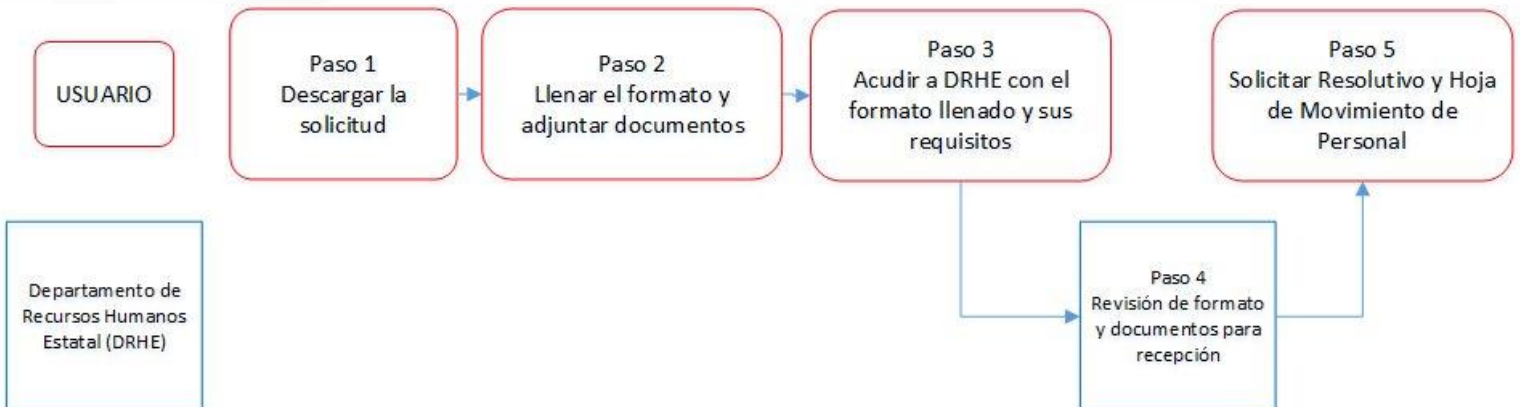 USUARIO
Paso 1
Descargar la
solicitud
Paso 2
Llenar el formato y
adjuntar documentos
Paso 3
Acudir a DRHE con el
formato llenado y sus
requisitos
Paso 5
Solicitar Resolutivo y Hoja
de Movimiento de
Personal
Departamento de
Recursos Humanos
Estatal (DRHE)
Paso 4
Revisión de formato
y documentos para
recepción